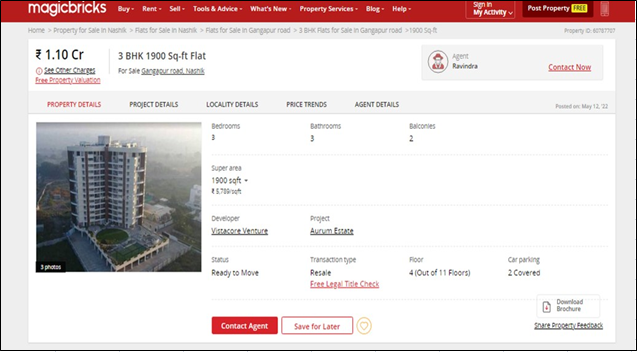 magicbricks
Buy Rent Sell Tools & Advice What's New Property Services Blog Help
Sign in
My Activity
Post Property FREE
Home > Property for Sale in Nashik > Flats for Sale in Nashik > Flats for Sale in Gangapur road > 3 BHK Flats for Sale in Gangapur road > 1900 Sq-ft
Property ID:
₹ 1.10 Cr
See Other Charges
Free Property Valuation
3 BHK 1900 Sq-ft Flat
For Sale Gangapur road, Nashik
Agent
Ravindra
Contact Now
PROPERTY DETAILS PROJECT DETAILS LOCALITY DETAILS PRICE TRENDS AGENT DETAILS
Posted on: May 12, '22
Bedrooms Bathrooms Balconies
3 3 2
Super area
1900 sqft
₹ 5,789/sqft
Developer Project
Vistacore Venture Aurum Estate
Status Transaction type Floor Car parking
Ready to Move Resale 4 (Out of 11 Floors) 2 Covered
Free Legal Title Check
3 photos
Download
Brochure
Contact Agent Save for Later
Share Property Feedback